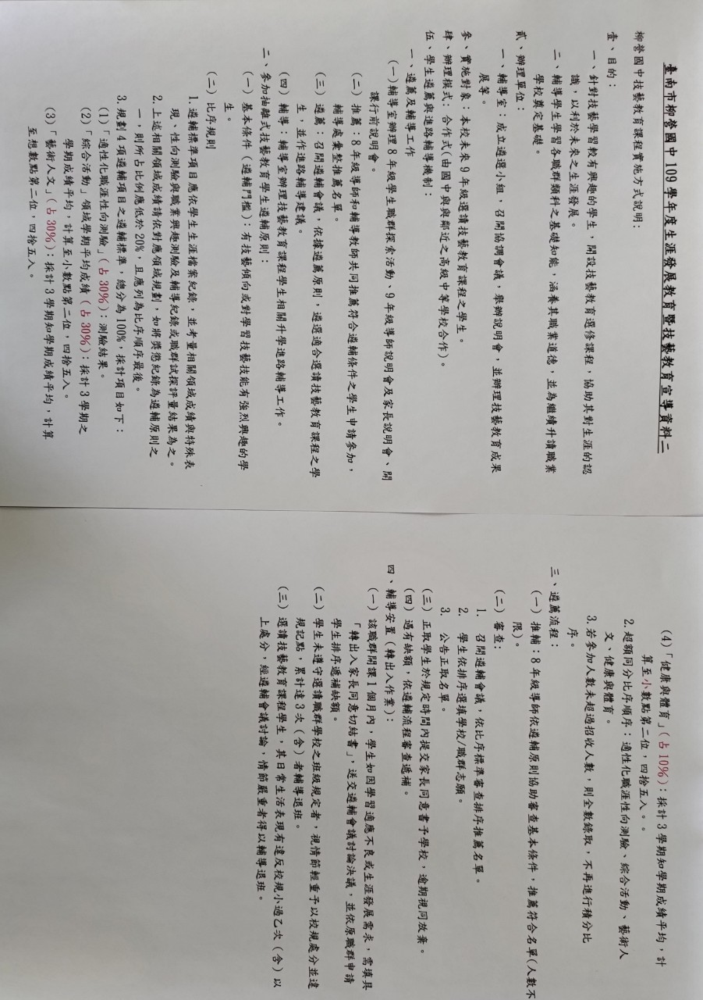 臺南市柳營國中 109 學年度生涯發展教育暨技藝教育宣導資料二
柳營國中技藝教育課程實施方式說明:
壹、目的：
一、針對技藝學習較有興趣的學生，開設技藝教育選修課程，協助其對生涯的認
識，以利於未來之生涯發展。
二、輔導學生學習各職群類科之基礎知能，涵養其職業道德，並為繼續升讀職業
學校奠定基礎。
貳、辦理單位：
一、輔導室：成立遴選小組，召開協調會議，舉辦說明會，並辦理技藝教育成果
展等。
參、實施對象：本校未來 9 年級選讀技藝教育課程之學生。
肆、辦理模式：合作式(由國中與鄰近之高級中等學校合作)。
伍、學生遴薦與進路輔導機制：
一、遴薦及輔導工作
(一)輔導室辦理 8 年級學生職群探索活動、9 年級導師說明會及家長說明會、開
課行前說明會。
(二) 推薦：8 年級導師和輔導教師共同推薦符合遴輔條件之學生申請參加，
輔導處彙整推薦名單。
(三) 遴薦：召開遴輔會議，依據遴薦原則，遴選適合選讀技藝教育課程之學
生，並作進路輔導建議。
(四) 輔導：輔導室辦理技藝教育課程學生相關升學進路輔導工作。
二、參加抽離式技藝教育學生遴輔原則：
(一) 基本條件（遴輔門檻）：有技藝傾向或對學習技藝技能有強烈興趣的學
生。
(二) 比序規則
1. 遴輔標準項目應依學生生涯檔案紀錄，並考量相關領域成績與特殊表
現、性向測驗與職業興趣測驗及輔導紀錄或職群試探評量結果為之。
2. 上述相關領域成績請依對應領域規劃，如將獎懲紀錄為遴輔原則之
一，則所占比例應低於 20%，且應列為比序順序最後。
3. 規劃 4 項遴輔項目之遴輔標準，總分為 100%，採計項目如下：
(1)「適性化職涯性向測驗」(占 30%)：測驗結果。
(2)「綜合活動」領域學期平均成績 (占 30%)：採計 3 學期之
學期成績平均，計算至小數點第二位，四捨五入。
(3)「藝術人文」(占 30%)：採計 3 學期知學期成績平均，計算
至想數點第二位，四捨五入。
(4)「健康與體育」(占 10%)：採計 3 學期知學期成績平均，計
算至小數點第二位，四捨五入。。
2. 超額同分比序順序：適性化職涯性向測驗、綜合活動、藝術人
文、健康與體育。
3. 若參加人數未超過招收人數，則全數錄取，不再進行積分比
序。
三、遴薦流程：
(一) 推輔：8 年級導師依遴輔原則協助審查基本條件，推薦符合名單(人數不
限)。
(二) 審查：
1. 召開遴輔會議，依比序標準審查排序推薦名單。
2. 學生依排序選填學校/職群志願。
3. 公告正取名單。
(三) 正取學生於規定時間內提交家長同意書予學校，逾期視同放棄。
(四) 遇有缺額，依遴輔流程審查遞補。
四、輔導安置（轉出入作業）：
(一) 該職群開課 1 個月內，學生如因學習適應不良或生涯發展需求，需填具
「轉出入家長同意切結書」，送交遴輔會議討論決議，並依原職群申請
學生排序遞補缺額。
(二) 學生未遵守選讀職群學校之班級規定者，視情節輕重予以校規處分並違
規記點，累計達 3 次（含）者輔導退班。
(三) 選讀技藝教育課程學生，其日常生活表現有違反校規小過乙次（含）以
上處分，經遴輔會議討論，情節嚴重者得以輔導退班。